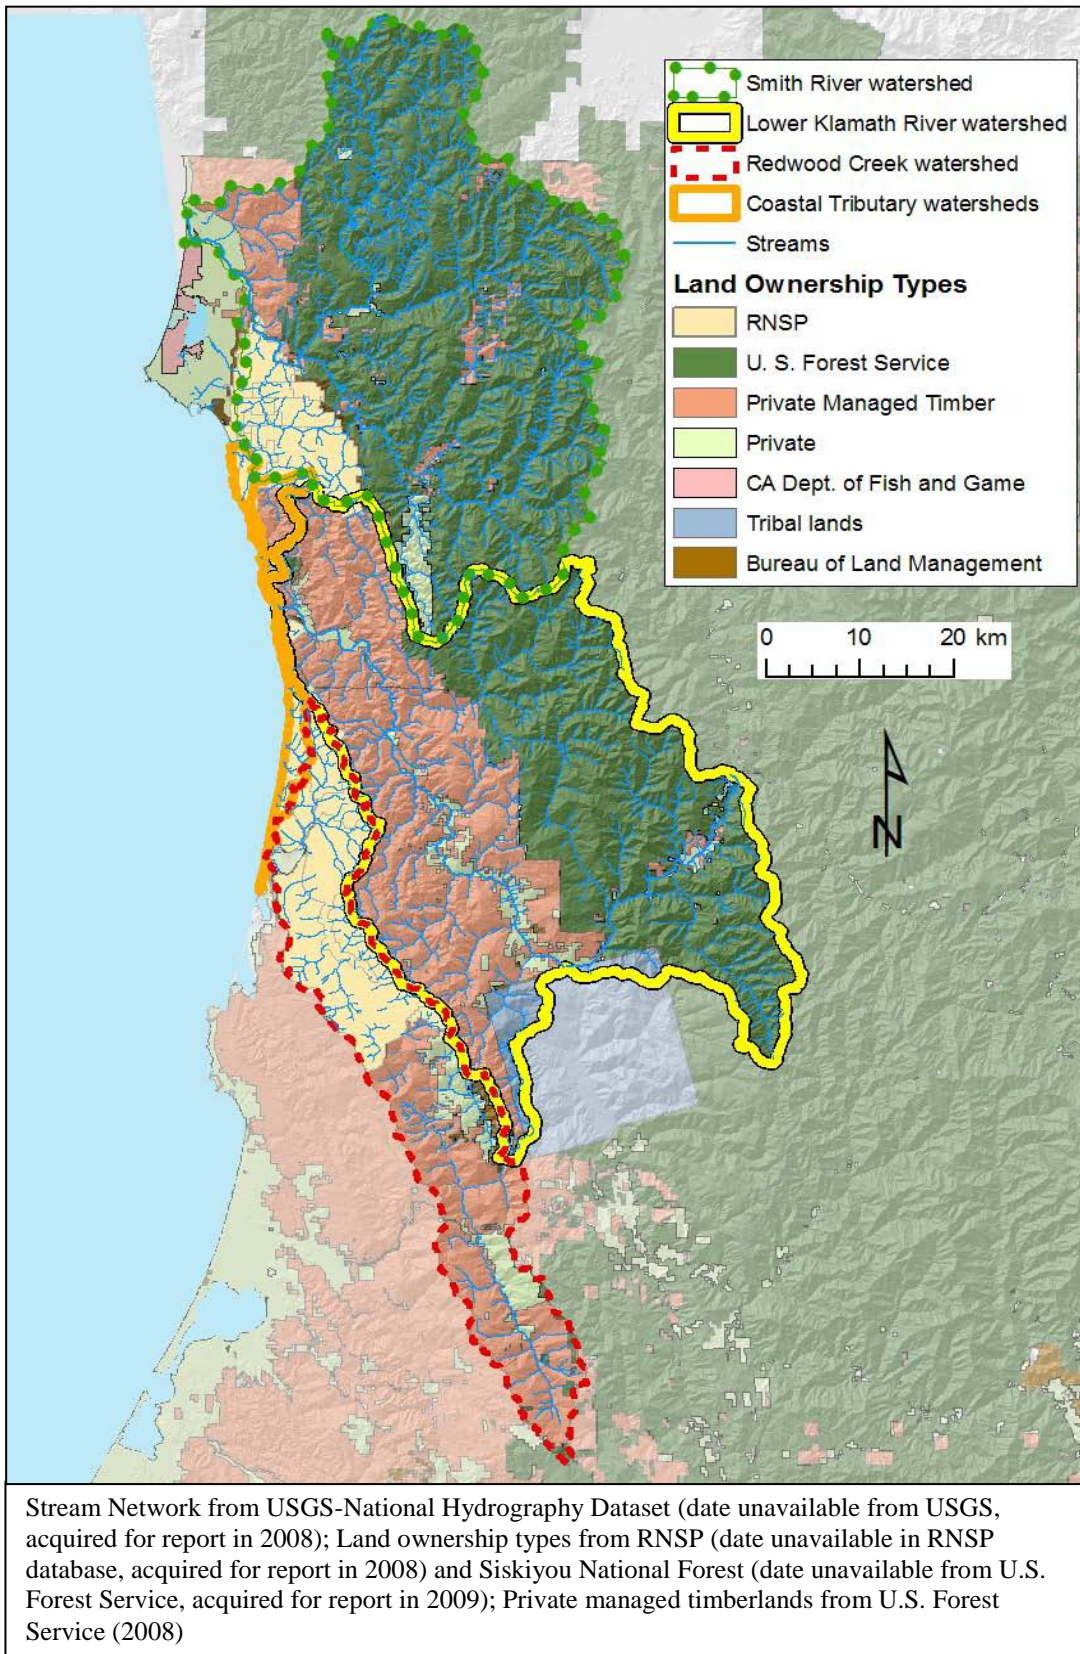 Smith River watershed
Lower Klamath River watershed
Redwood Creek watershed
Coastal Tributary watersheds
Streams
Land Ownership Types
RNSP
U. S. Forest Service
Private Managed Timber
Private
CA Dept. of Fish and Game
Tribal lands
Bureau of Land Management
0 10 20 km
N
Stream Network from USGS-National Hydrography Dataset (date unavailable from USGS,
acquired for report in 2008); Land ownership types from RNSP (date unavailable in RNSP
database, acquired for report in 2008) and Siskiyou National Forest (date unavailable from U.S.
Forest Service, acquired for report in 2009); Private managed timberlands from U.S. Forest
Service (2008)